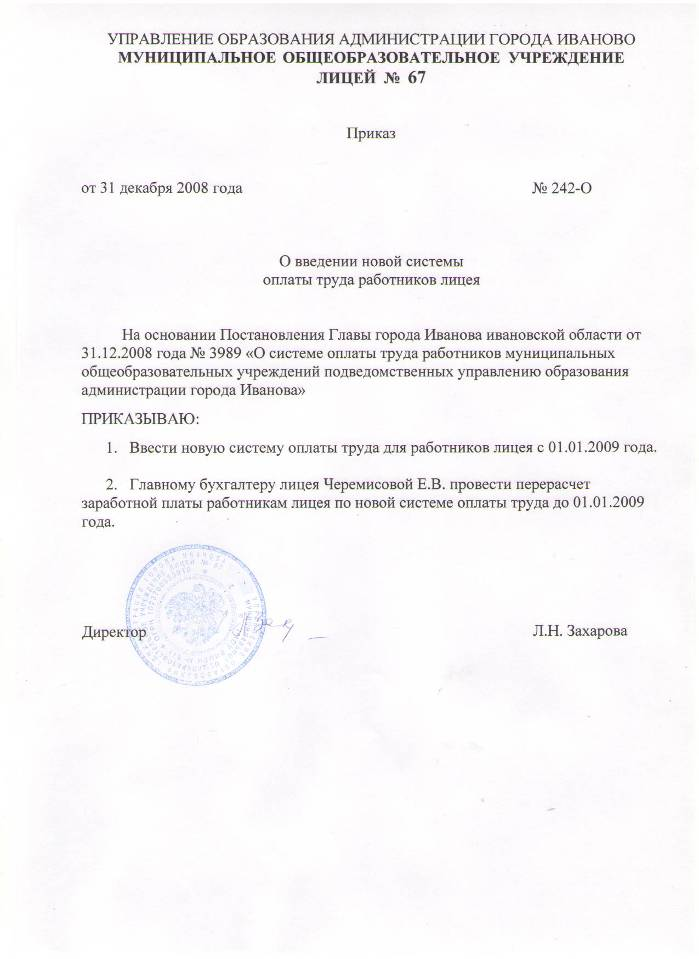 УПРАВЛЕНИЕ ОБРАЗОВАНИЯ АДМИНИСТРАЦИИ ГОРОДА ИВАНОВО
МУНИЦИПАЛЬНОЕ ОБЩЕОБРАЗОВАТЕЛЬНОЕ УЧРЕЖДЕНИЕ
ЛИЦЕЙ № 67
Приказ
от 31 декабря 2008 года № 242-О
О введении новой системы
оплаты труда работников лицея
На основании Постановления Главы города Иванова ивановской области от
31.12.2008 года № 3989 «О системе оплаты труда работников муниципальных
общеобразовательных учреждений подведомственных управлению образования
администрации города Иванова»
ПРИКАЗЫВАЮ:
1. Ввести новую систему оплаты труда для работников лицея с 01.01.2009 года.
2. Главному бухгалтеру лицея Черемисовой Е.В. провести перерасчет
заработной платы работникам лицея по новой системе оплаты труда до 01.01.2009
года.
Директор Л.Н. Захарова